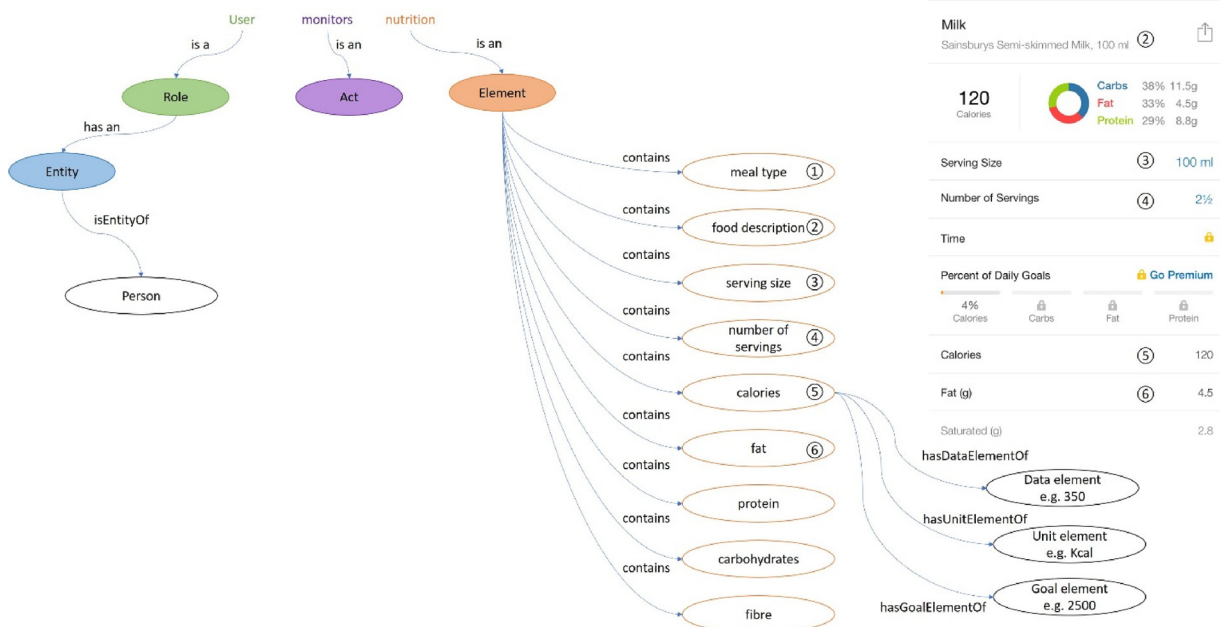 User monitors nutrition
is a
is an
is an
Role
Act
Element
has an
Entity
isEntityOf
Person
contains
meal type ①
contains
food description ②
contains
serving size ③
contains
number of
servings ④
contains
calories ⑤
contains
fat ⑥
contains
protein
contains
carbohydrates
contains
fibre
hasDataElementOf
Data element
e.g. 350
hasUnitElementOf
Unit element
e.g. Kcal
hasGoalElementOf
Goal element
e.g. 2500
Milk
Sainsburys Semi-skimmed Milk, 100 ml ②
120
Calories
Carbs 38% 11.5g
Fat 33% 4.5g
Protein 29% 8.8g
Serving Size ③ 100 ml
Number of Servings ④ 2½
Time
Percent of Daily Goals Go Premium
4%
Calories Carbs Fat Protein
Calories ⑤ 120
Fat (g) ⑥ 4.5
Saturated (g) 2.8